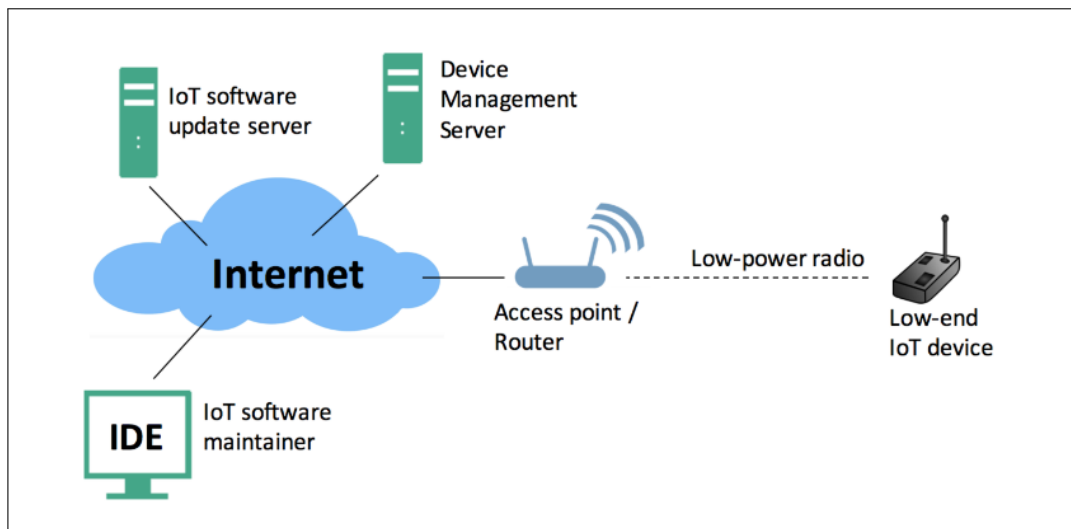 IoT software
update server
Device
Management
Server
Internet
Low-power radio
Access point /
Router
Low-end
IoT device
IDE
IoT software
maintainer